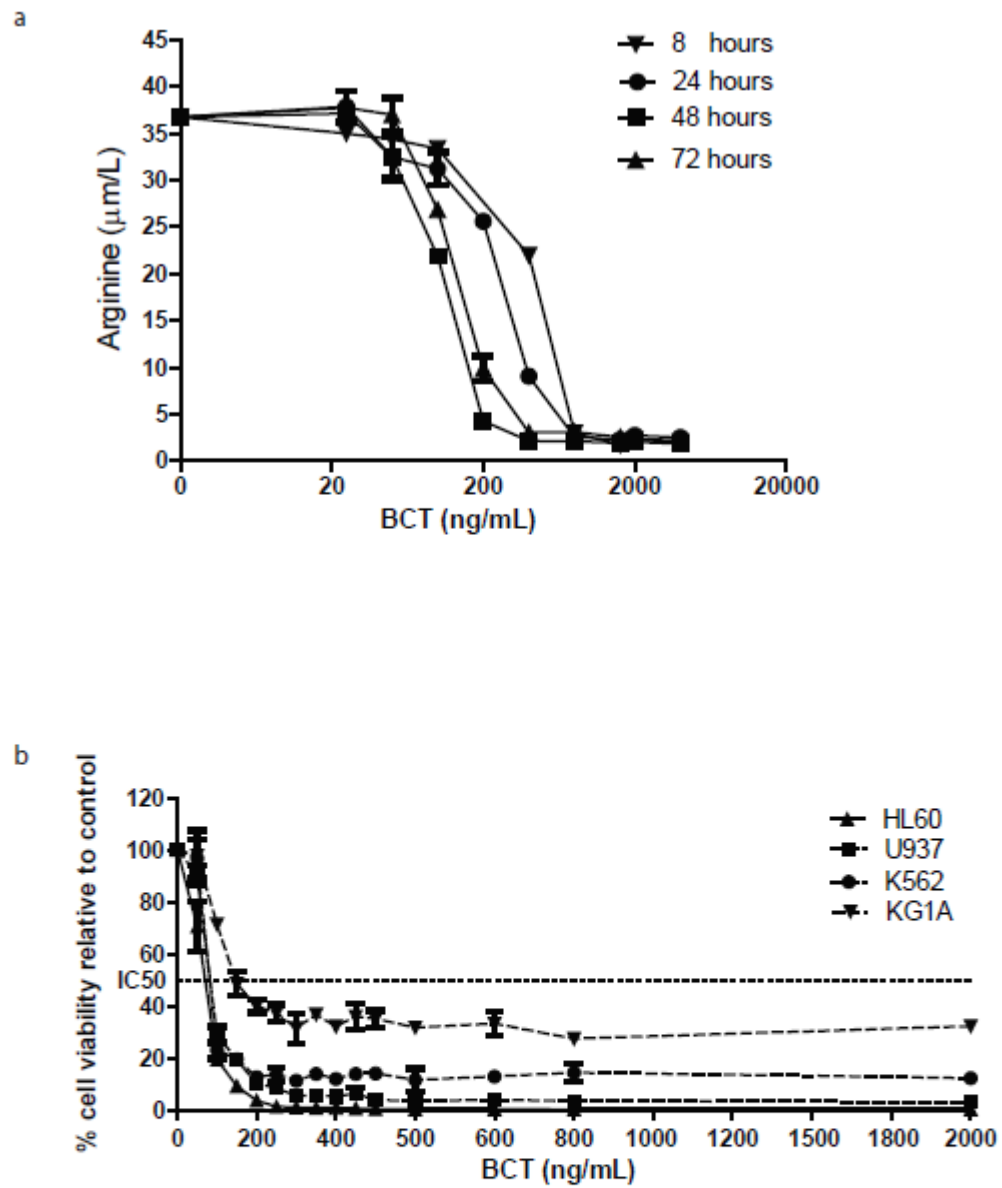 a
45
40
35
30
25
20
15
10
5
0
Arginine (μm/L)
8 hours
24 hours
48 hours
72 hours
0 20 200 2000 20000
BCT (ng/mL)
b
120
100
80
60
IC50
40
20
0
% cell viability relative to control
HL60
U937
K562
KG1A
0 200 400 500 600 800 1000 1200 1500 1800 2000
BCT (ng/mL)